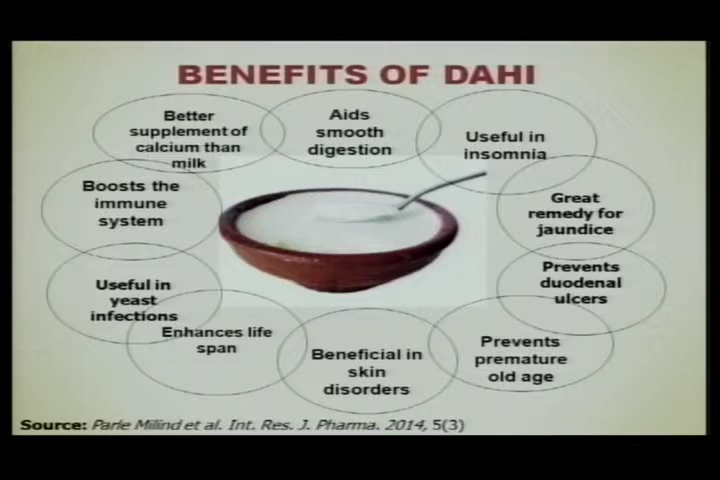 BENEFITS OF DAHI
Better
supplement of
calcium than
milk
Aids
smooth
digestion
Useful in
insomnia
Boosts the
immune
system
Great
remedy for
jaundice
Useful in
yeast
infections
Prevents
duodenal
ulcers
Enhances life
span
Beneficial in
skin
disorders
Prevents
premature
old age
Source: Parle Milind et al. Int. Res. J. Pharma. 2014, 5(3)